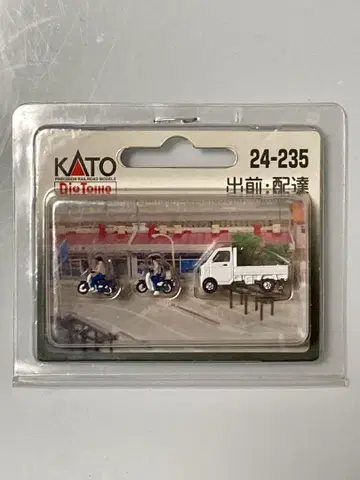 KATO
PRECISION RAILROAD MODELS
DioTown
24-235
出前・配達